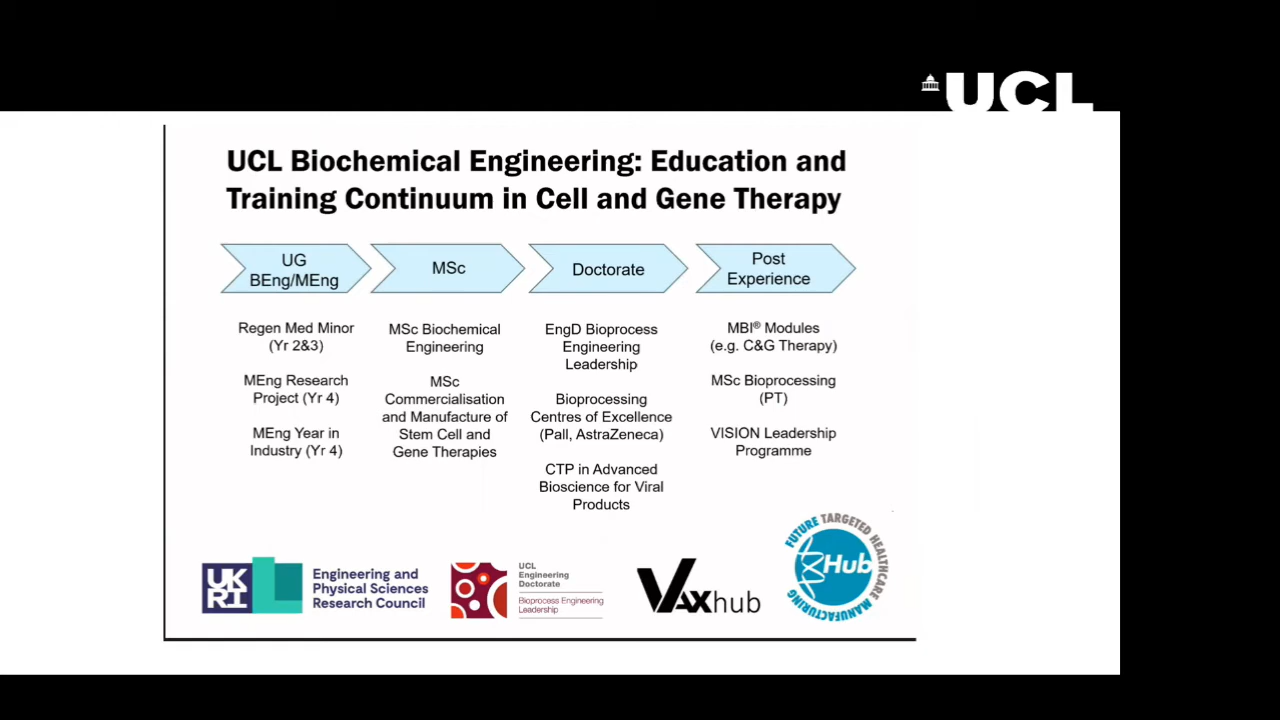 UCL
UCL Biochemical Engineering: Education and
Training Continuum in Cell and Gene Therapy
UG
BEng/MEng
MSc
Doctorate
Post
Experience
Regen Med Minor
(Yr 2&3)
MEng Research
Project (Yr 4)
MEng Year in
Industry (Yr 4)
MSc Biochemical
Engineering
MSc
Commercialisation
and Manufacture of
Stem Cell and
Gene Therapies
EngD Bioprocess
Engineering
Leadership
Bioprocessing
Centres of Excellence
(Pall, AstraZeneca)
CTP in Advanced
Bioscience for Viral
Products
MBI® Modules
(e.g. C&G Therapy)
MSc Bioprocessing
(PT)
VISION Leadership
Programme
UK
RI
Engineering and
Physical Sciences
Research Council
UCL
Engineering
Doctorate
Bioprocess Engineering
Leadership
VAXhub
FUTURE TARGETED HEALTHCARE MANUFACTURING
Hub